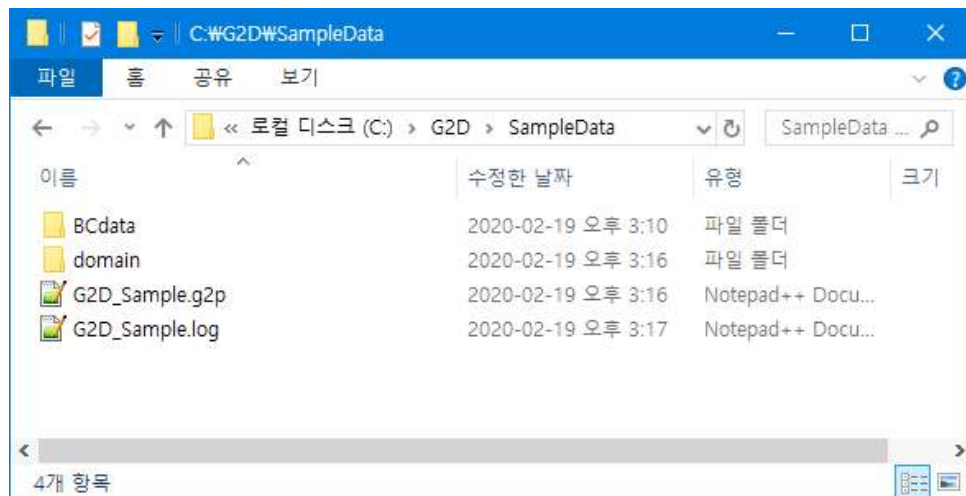 C:₩G2D₩SampleData
파일 홈 공유 보기
« 로컬 디스크 (C:) › G2D › SampleData SampleData ...
이름 수정한 날짜 유형 크기
BCdata 2020-02-19 오후 3:10 파일 폴더
domain 2020-02-19 오후 3:16 파일 폴더
G2D_Sample.g2p 2020-02-19 오후 3:16 Notepad++ Docu...
G2D_Sample.log 2020-02-19 오후 3:17 Notepad++ Docu...
4개 항목